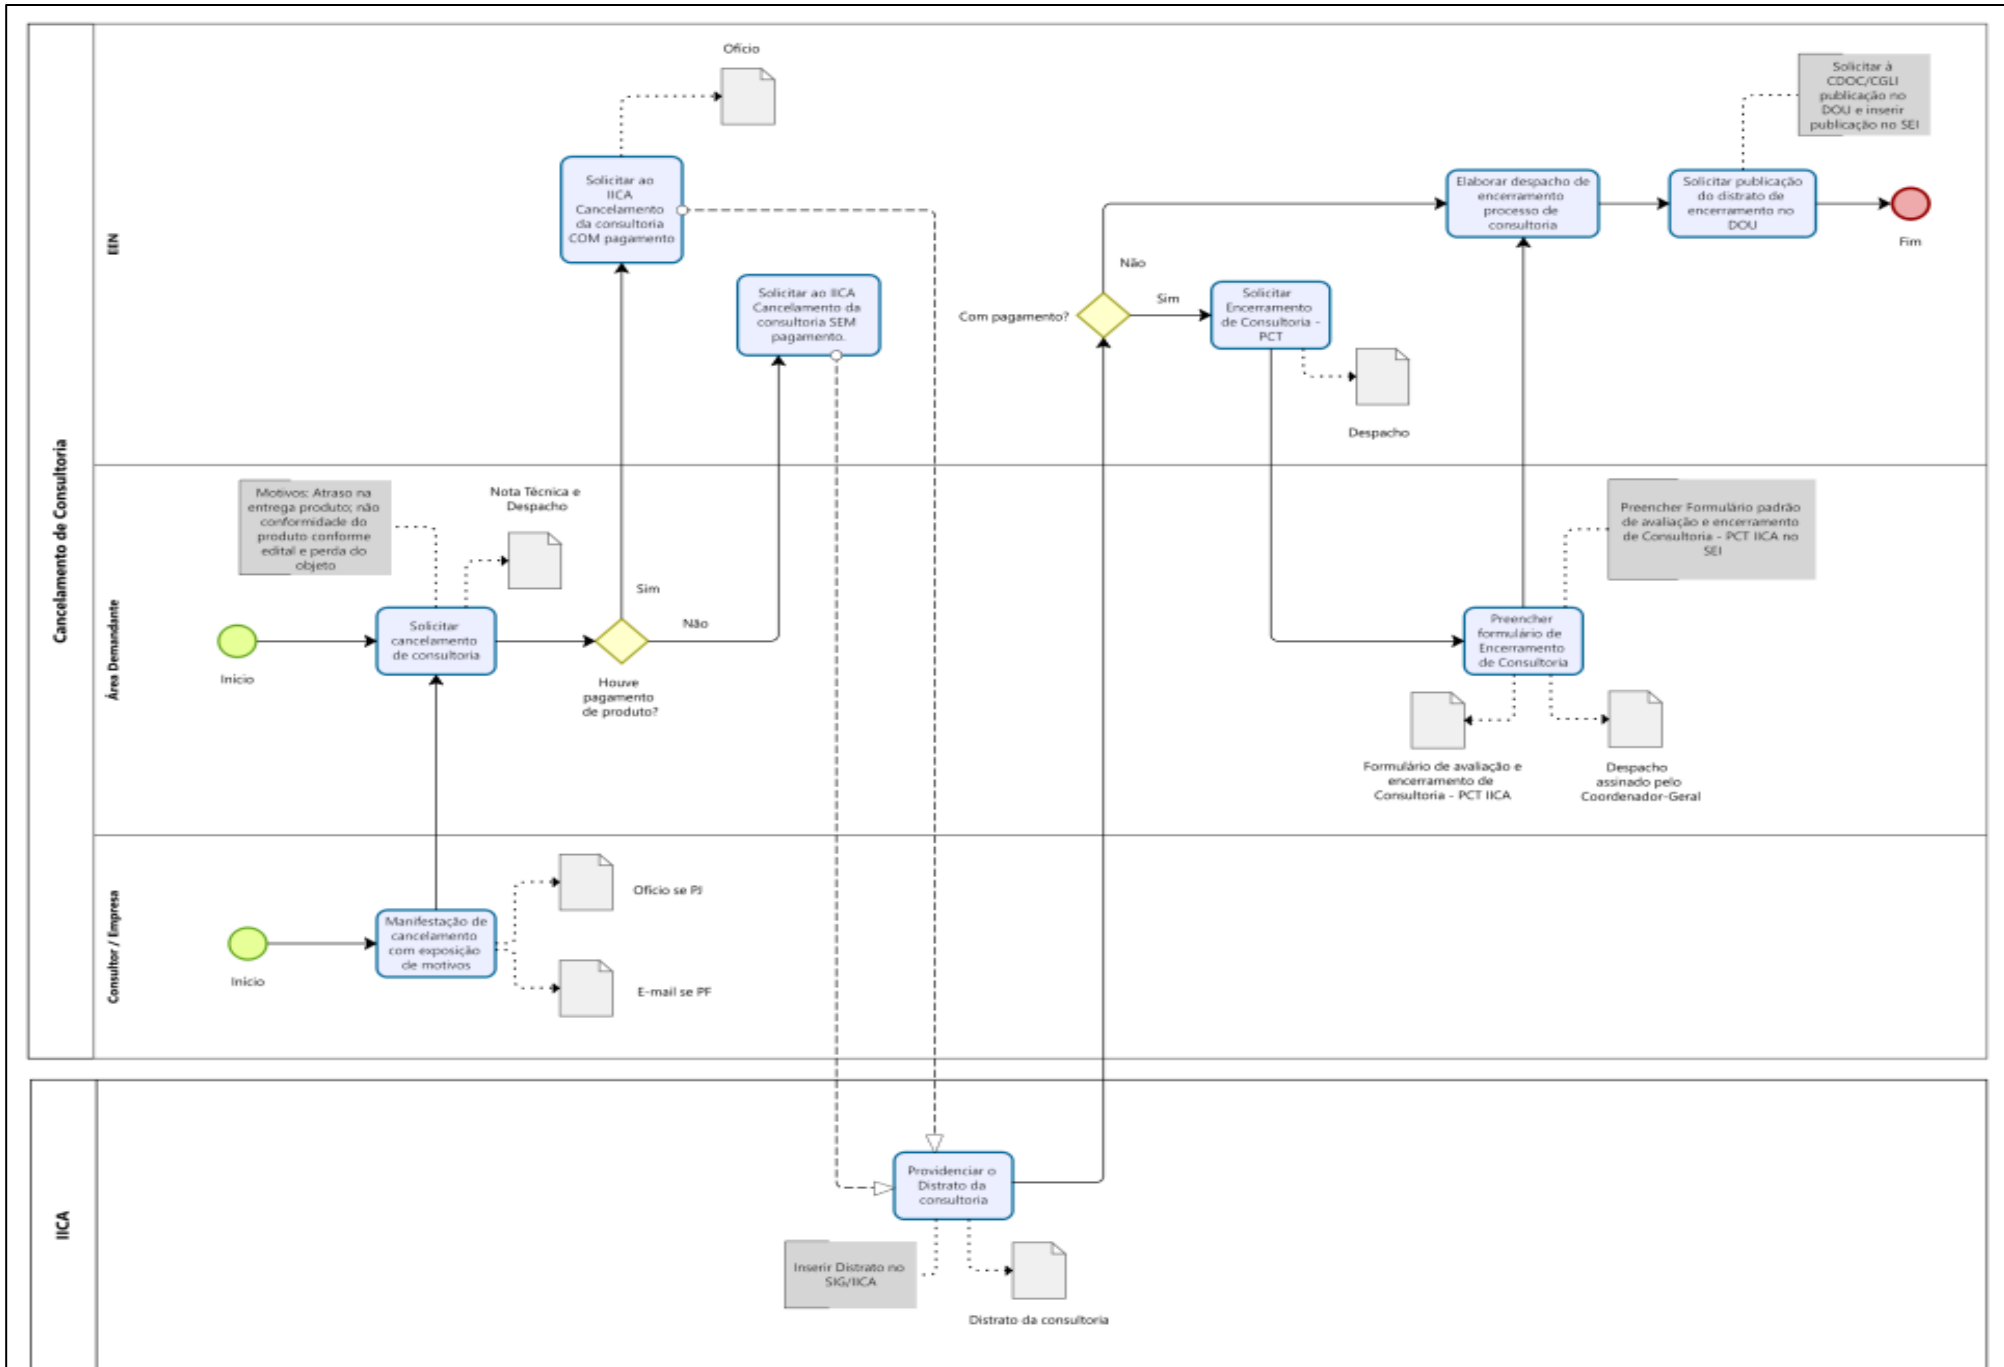 Cancelamento de Consultoria
EEN
Ofício
Solicitar ao
IICA
Cancelamento
da consultoria
COM pagamento
Solicitar ao IICA
Cancelamento da
consultoria SEM
pagamento.
Com pagamento?
Não
Sim
Solicitar
Encerramento
de Consultoria -
PCT
Despacho
Elaborar despacho de
encerramento
processo de
consultoria
Solicitar publicação
do distrato de
encerramento no
DOU
Solicitar à
CDOC/CGLI
publicação no
DOU e inserir
publicação no SEI
Fim
Área Demandante
Motivos: Atraso na
entrega produto; não
conformidade do
produto conforme
edital e perda do
objeto
Nota Técnica e
Despacho
Início
Solicitar
cancelamento
de consultoria
Sim
Não
Houve
pagamento
de produto?
Preencher Formulário padrão
de avaliação e encerramento
de Consultoria - PCT IICA no
SEI
Preencher
formulário de
Encerramento
de Consultoria
Formulário de avaliação e
encerramento de
Consultoria - PCT IICA
Despacho
assinado pelo
Coordenador-Geral
Consultor / Empresa
Início
Manifestação de
cancelamento
com exposição
de motivos
Ofício se PJ
E-mail se PF
IICA
Providenciar o
Distrato da
consultoria
Inserir Distrato no
SIG/IICA
Distrato da consultoria